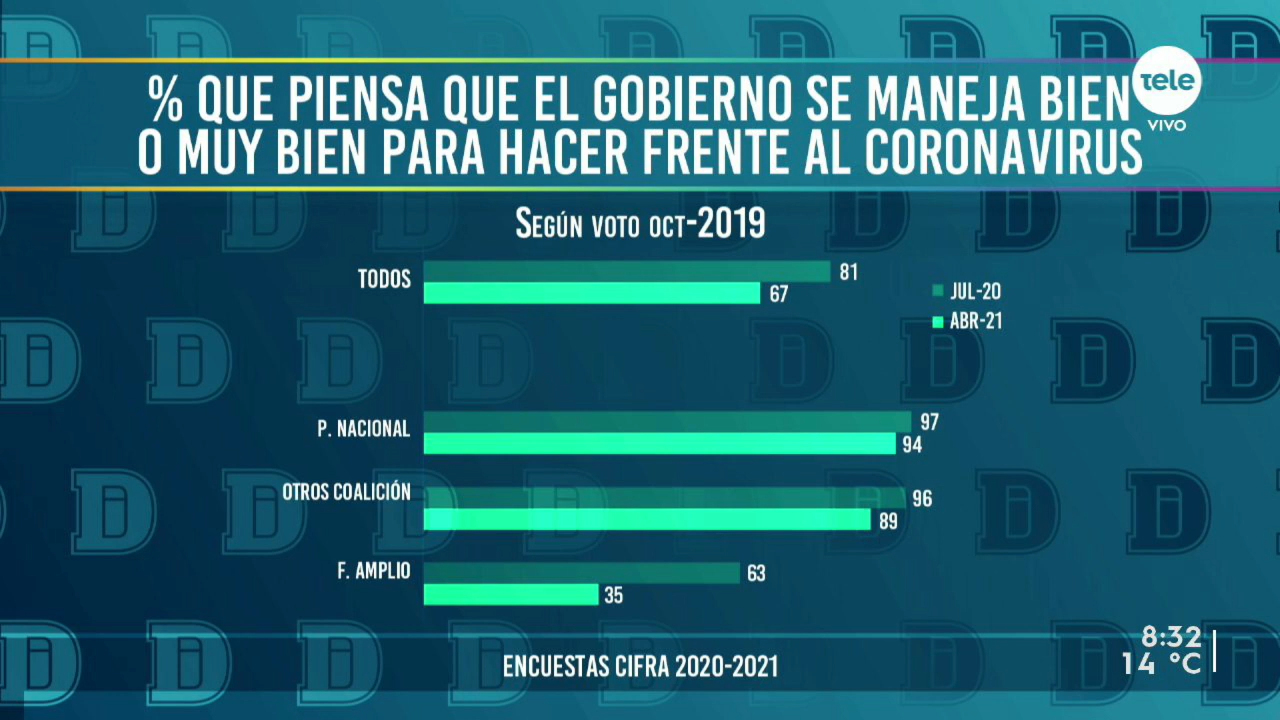 % QUE PIENSA QUE EL GOBIERNO SE MANEJA BIEN
O MUY BIEN PARA HACER FRENTE AL CORONAVIRUS
tele
VIVO
SEGÚN VOTO OCT-2019
TODOS
81
67
JUL-20
ABR-21
P. NACIONAL
97
94
OTROS COALICIÓN
96
89
F. AMPLIO
63
35
8:32
14 °C
ENCUESTAS CIFRA 2020-2021